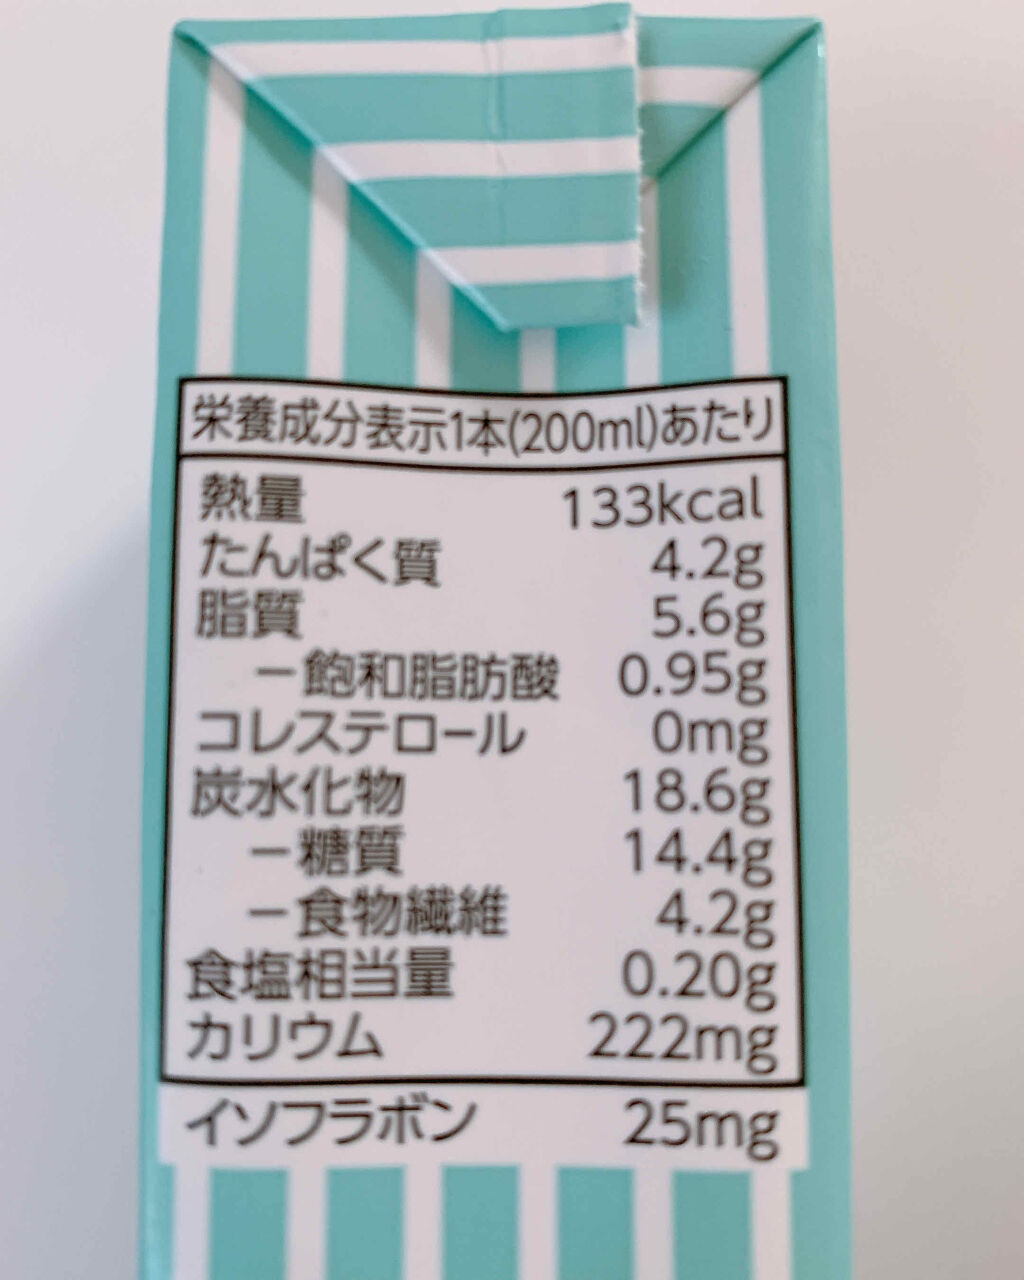 栄養成分表示1本(200ml)あたり
熱量 133kcal
たんぱく質 4.2g
脂質 5.6g
－飽和脂肪酸 0.95g
コレステロール 0mg
炭水化物 18.6g
－糖質 14.4g
－食物繊維 4.2g
食塩相当量 0.20g
カリウム 222mg
イソフラボン 25mg